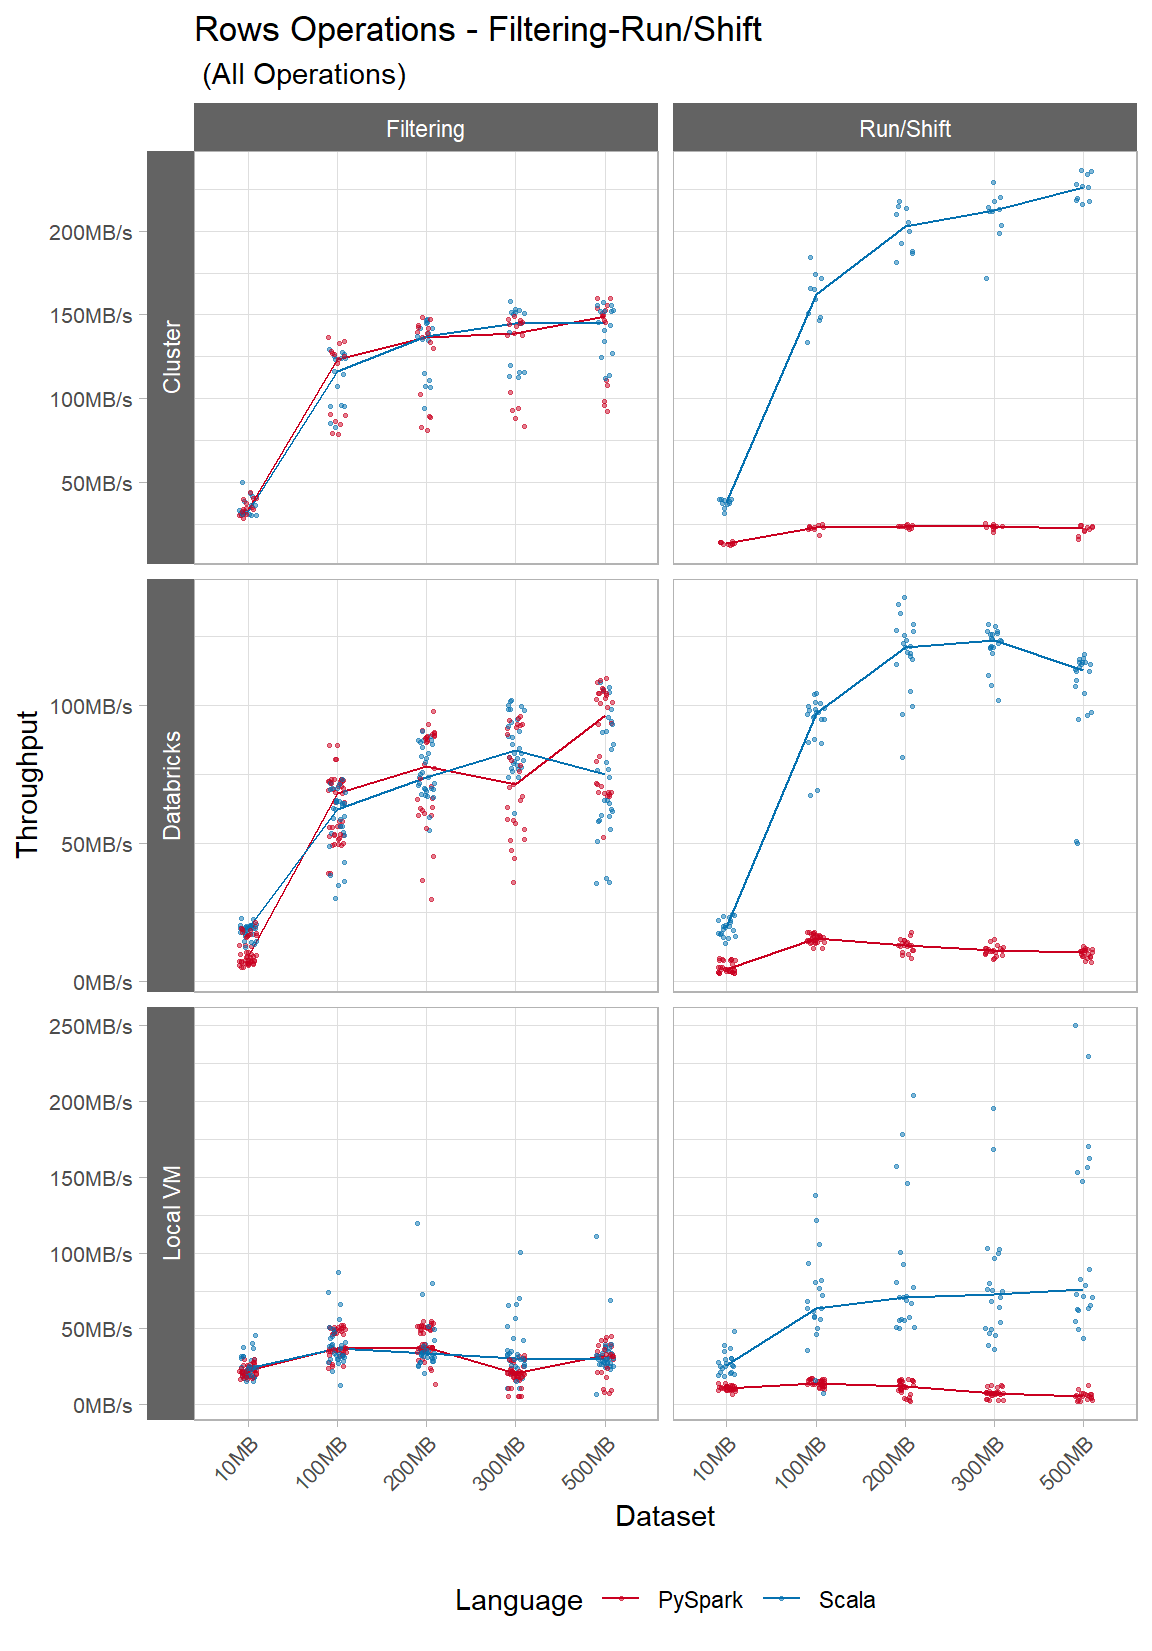 Rows Operations - Filtering-Run/Shift
(All Operations)
Filtering
Run/Shift
Throughput
Cluster
200MB/s
150MB/s
100MB/s
50MB/s
Databricks
100MB/s
50MB/s
0MB/s
Local VM
250MB/s
200MB/s
150MB/s
100MB/s
50MB/s
0MB/s
10MB
100MB
200MB
300MB
500MB
10MB
100MB
200MB
300MB
500MB
Dataset
Language
PySpark
Scala